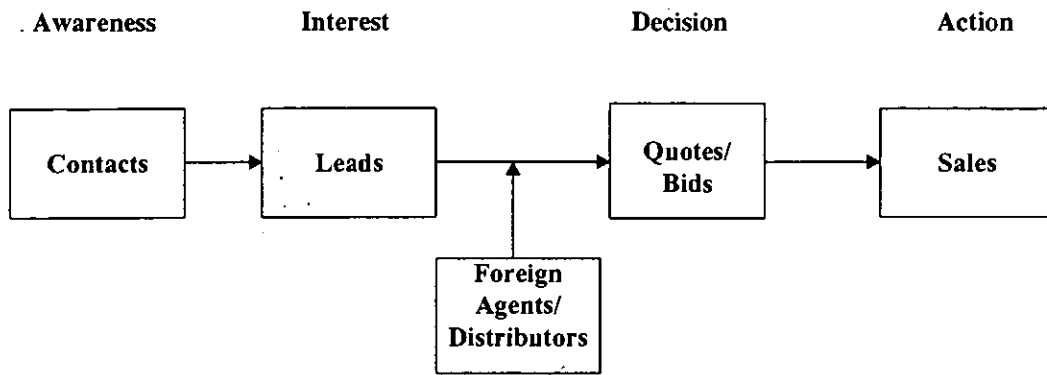 Awareness Interest Decision Action
Contacts
Leads
Quotes/
Bids
Sales
Foreign
Agents/
Distributors